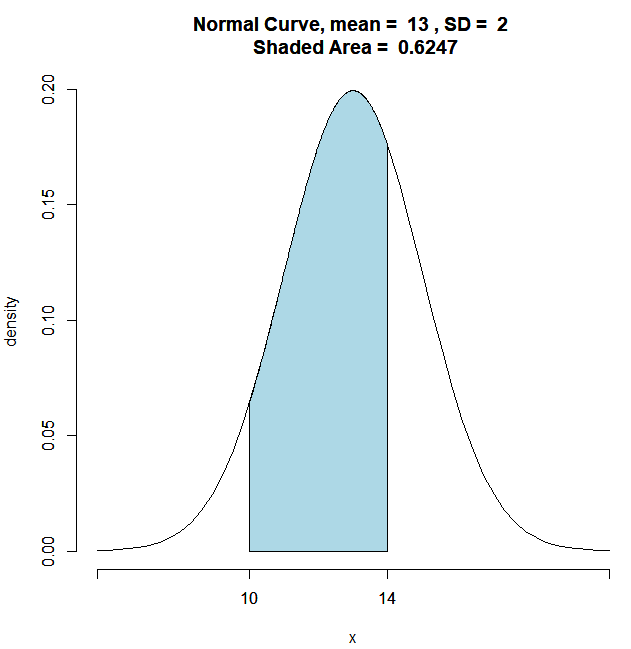 Normal Curve, mean =  13 , SD =  2
Shaded Area =  0.6247
0.20
0.15
0.10
0.05
0.00
density
10
14
x